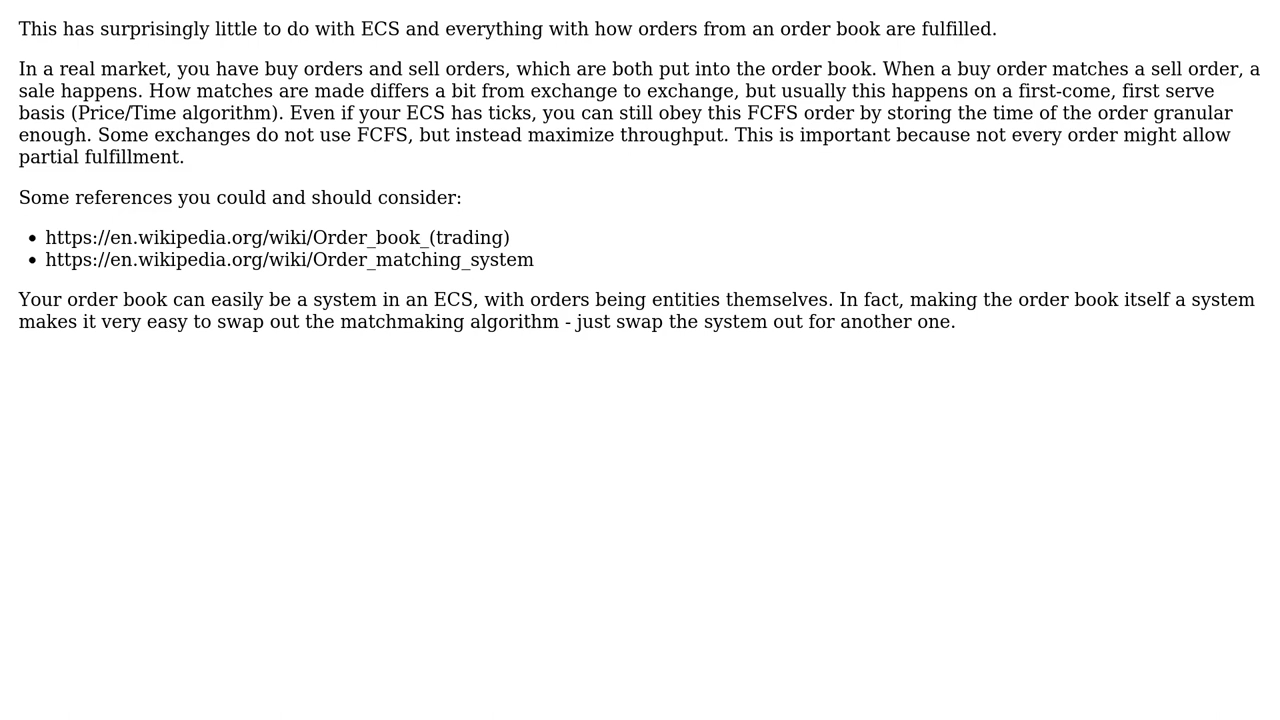 This has surprisingly little to do with ECS and everything with how orders from an order book are fulfilled.
In a real market, you have buy orders and sell orders, which are both put into the order book. When a buy order matches a sell order, a
sale happens. How matches are made differs a bit from exchange to exchange, but usually this happens on a first-come, first serve
basis (Price/Time algorithm). Even if your ECS has ticks, you can still obey this FCFS order by storing the time of the order granular
enough. Some exchanges do not use FCFS, but instead maximize throughput. This is important because not every order might allow
partial fulfillment.
Some references you could and should consider:
• https://en.wikipedia.org/wiki/Order_book_(trading)
• https://en.wikipedia.org/wiki/Order_matching_system
Your order book can easily be a system in an ECS, with orders being entities themselves. In fact, making the order book itself a system
makes it very easy to swap out the matchmaking algorithm - just swap the system out for another one.